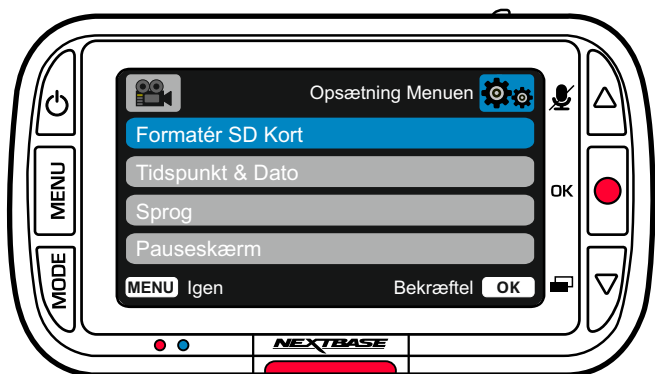 Opsætning Menuen
Formatér SD Kort
MENU
Tidspunkt & Dato
OK
Sprog
Pauseskærm
MODE
MENU Igen Bekræftel OK
NEXTBASE